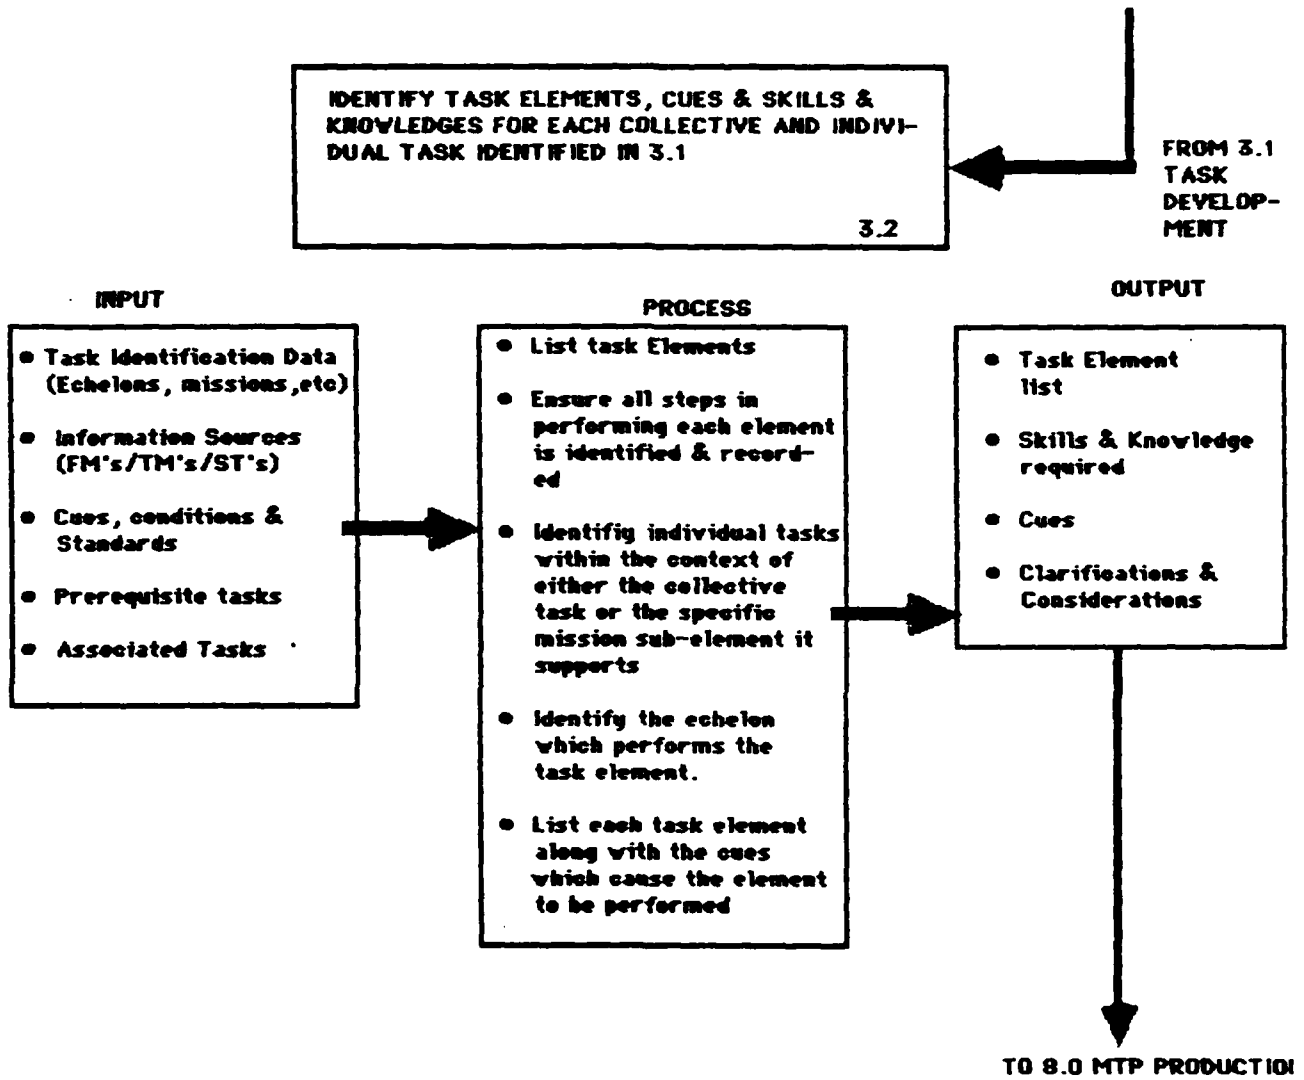 IDENTIFY TASK ELEMENTS, CUES & SKILLS &
KNOWLEDGES FOR EACH COLLECTIVE AND INDIVI-
DUAL TASK IDENTIFIED IN 3.1
3.2
FROM 3.1
TASK
DEVELOP-
MENT
INPUT
• Task Identification Data
(Echelons, missions,etc)
• Information Sources
(FM's/TM's/ST's)
• Cues, conditions &
Standards
• Prerequisite tasks
• Associated Tasks
PROCESS
• List task Elements
• Ensure all steps in
performing each element
is identified & record-
ed
• Identifiy individual tasks
within the context of
either the collective
task or the specific
mission sub-element it
supports
• Identify the echelon
which performs the
task element.
• List each task element
along with the cues
which cause the element
to be performed
OUTPUT
• Task Element
list
• Skills & Knowledge
required
• Cues
• Clarifications &
Considerations
TO 8.0 MTP PRODUCTION